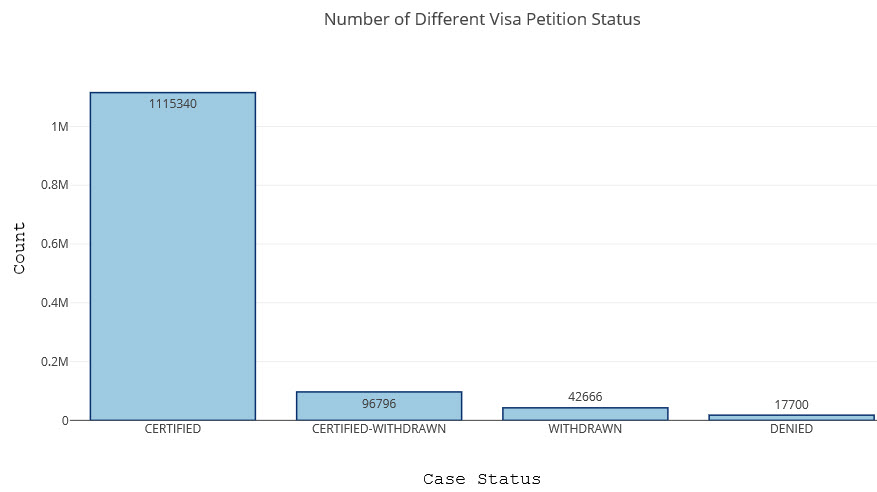 Number of Different Visa Petition Status
1115340
1M
0.8M
0.6M
0.4M
0.2M
0
Count
96796
42666
17700
CERTIFIED
CERTIFIED-WITHDRAWN
WITHDRAWN
DENIED
Case Status